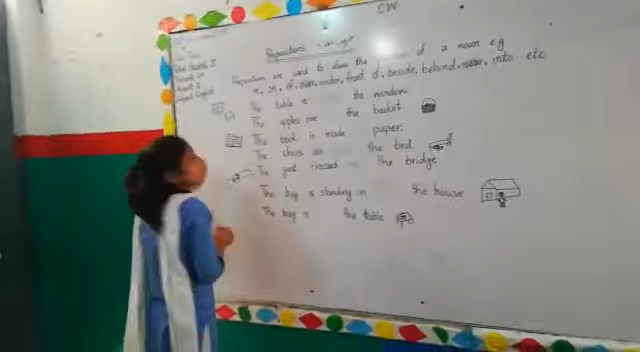 CW
Prepositions
Prepositions are used to show the of a noun eg
in, on, of, over, under, front of, beside, behind, near, into etc
The table is the window.
The apples are the basket
The book is made paper.
The shoes are the bed
The goat crossed the bridge
The boy is standing in the house
The boy is the table